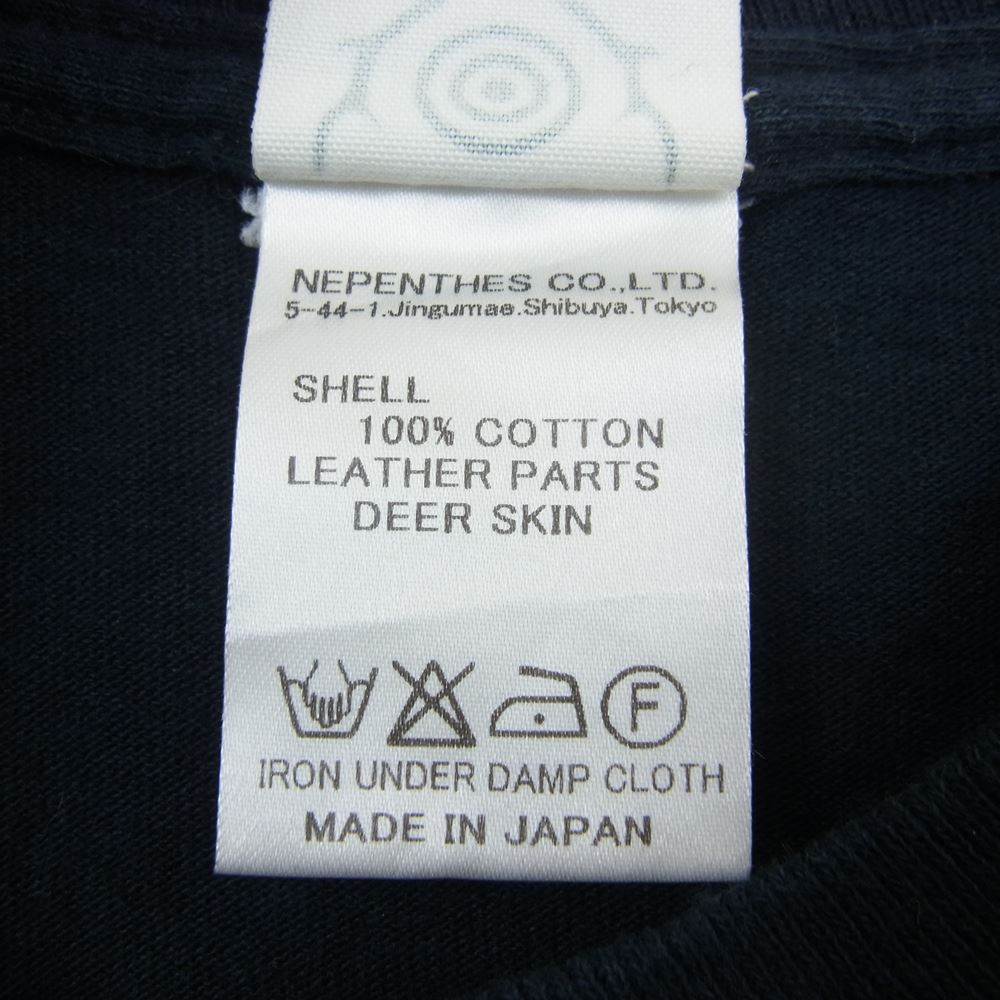 NEPENTHES CO.,LTD.
5-44-1.Jingumae.Shibuya.Tokyo
SHELL
100% COTTON
LEATHER PARTS
DEER SKIN
F
IRON UNDER DAMP CLOTH
MADE IN JAPAN